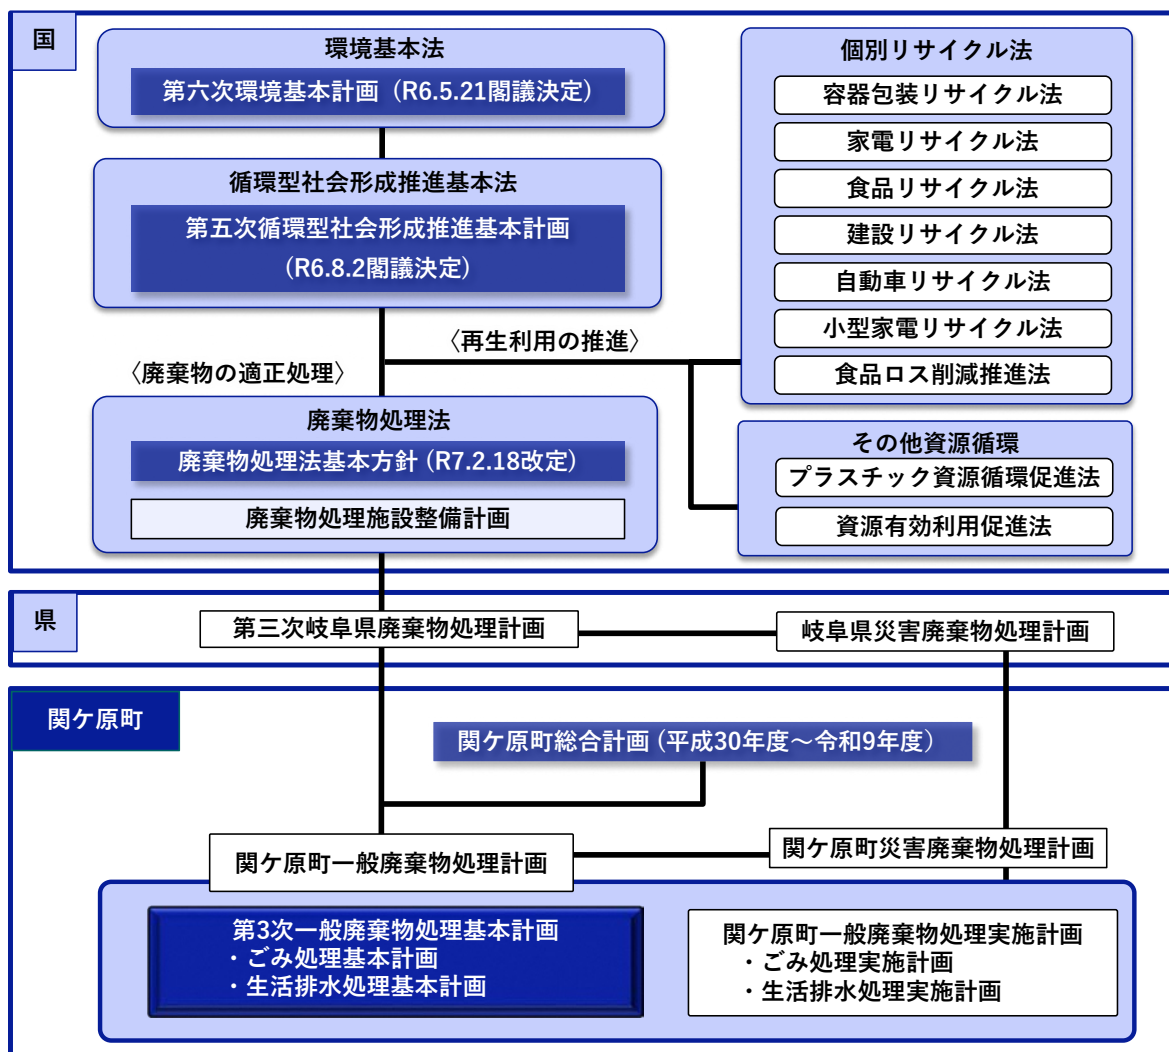 国
環境基本法
第六次環境基本計画（R6.5.21閣議決定）
循環型社会形成推進基本法
第五次循環型社会形成推進基本計画
（R6.8.2閣議決定）
〈再生利用の推進〉
〈廃棄物の適正処理〉
廃棄物処理法
廃棄物処理法基本方針（R7.2.18改定）
廃棄物処理施設整備計画
個別リサイクル法
容器包装リサイクル法
家電リサイクル法
食品リサイクル法
建設リサイクル法
自動車リサイクル法
小型家電リサイクル法
食品ロス削減推進法
その他資源循環
プラスチック資源循環促進法
資源有効利用促進法
県
第三次岐阜県廃棄物処理計画
岐阜県災害廃棄物処理計画
関ケ原町
関ケ原町総合計画（平成30年度～令和9年度）
関ケ原町一般廃棄物処理計画
関ケ原町災害廃棄物処理計画
第3次一般廃棄物処理基本計画
・ごみ処理基本計画
・生活排水処理基本計画
関ケ原町一般廃棄物処理実施計画
・ごみ処理実施計画
・生活排水処理実施計画